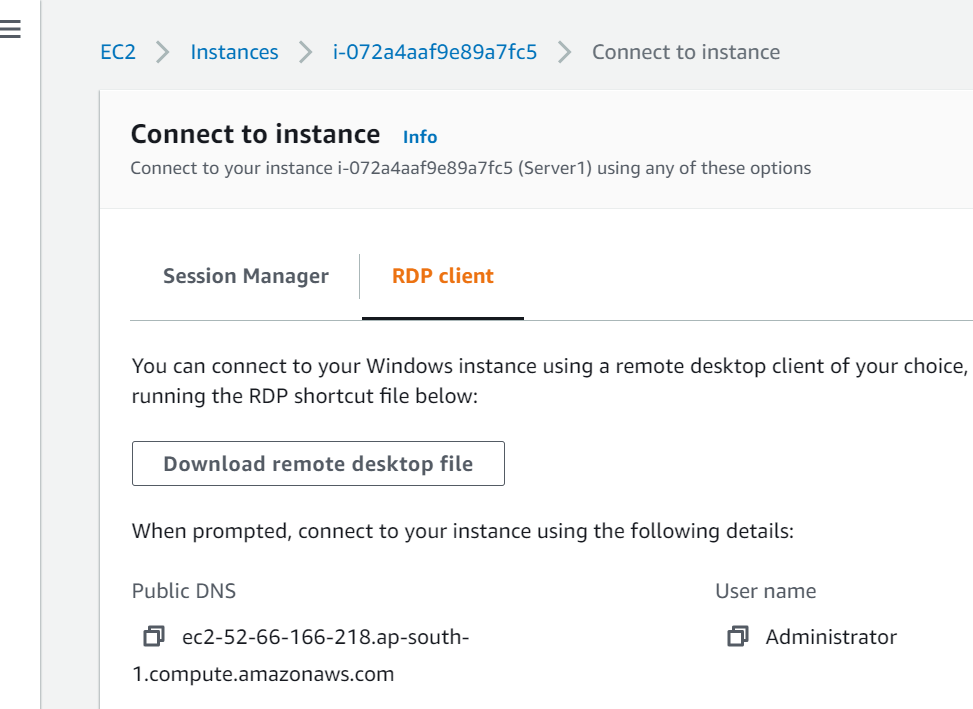 EC2 > Instances > i-072a4aaf9e89a7fc5 > Connect to instance
Connect to instance Info
Connect to your instance i-072a4aaf9e89a7fc5 (Server1) using any of these options
Session Manager RDP client
You can connect to your Windows instance using a remote desktop client of your choice,
running the RDP shortcut file below:
Download remote desktop file
When prompted, connect to your instance using the following details:
Public DNS User name
ec2-52-66-166-218.ap-south- Administrator
1.compute.amazonaws.com